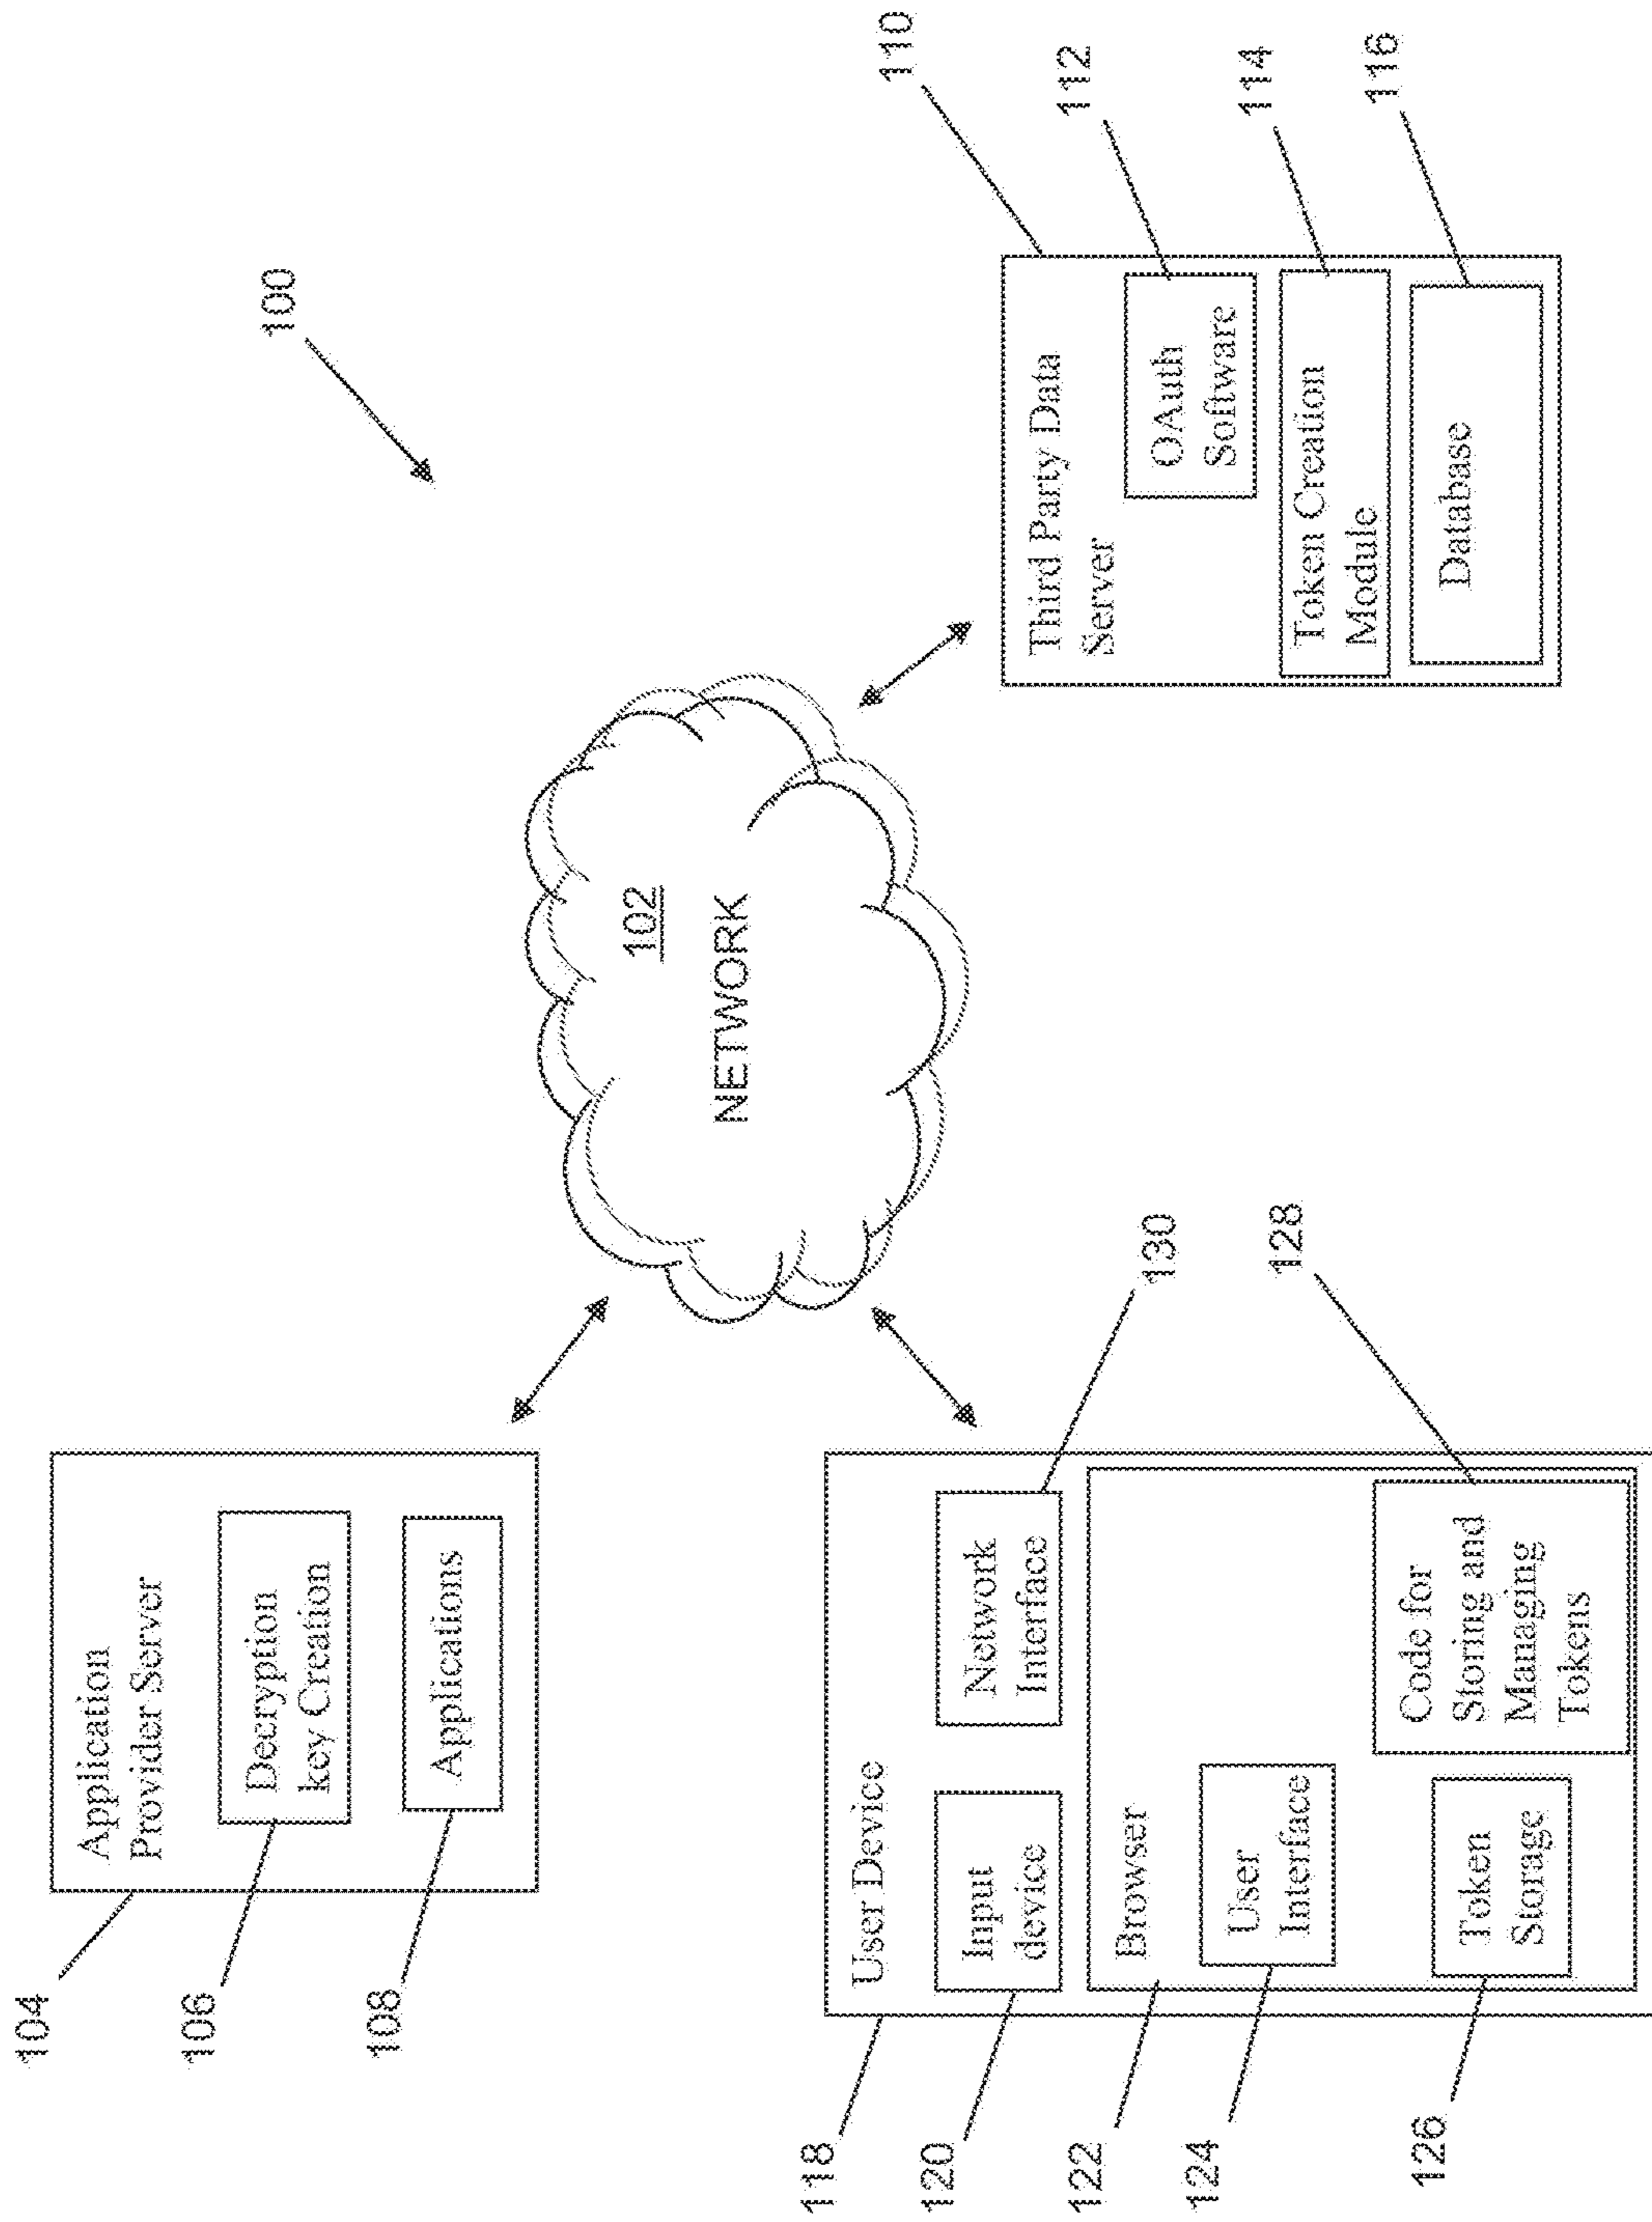 100
104
Application
Provider Server
106
Decryption
key Creation
108
Applications
102
NETWORK
118
User Device
120
Input
device
Network
Interface
130
122
Browser
124
User
Interface
126
Token
Storage
Code for
Storing and
Managing
Tokens
128
110
Third Party Data
Server
OAuth
Software
112
Token Creation
Module
114
Database
116